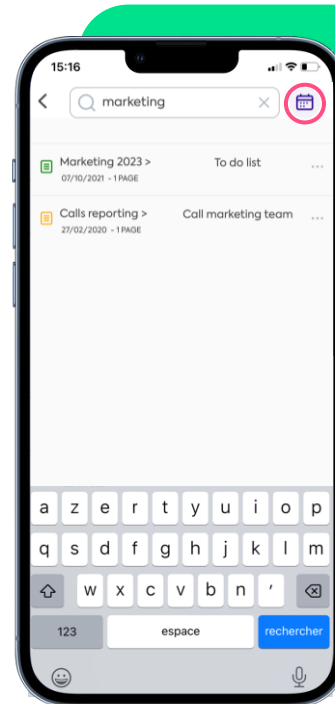 15:16
marketing
Marketing 2023 > To do list
07/10/2021 - 1 PAGE
Calls reporting > Call marketing team
27/02/2020 - 1 PAGE
a z e r t y u i o p
q s d f g h j k l m
w x c v b n '
123 espace rechercher